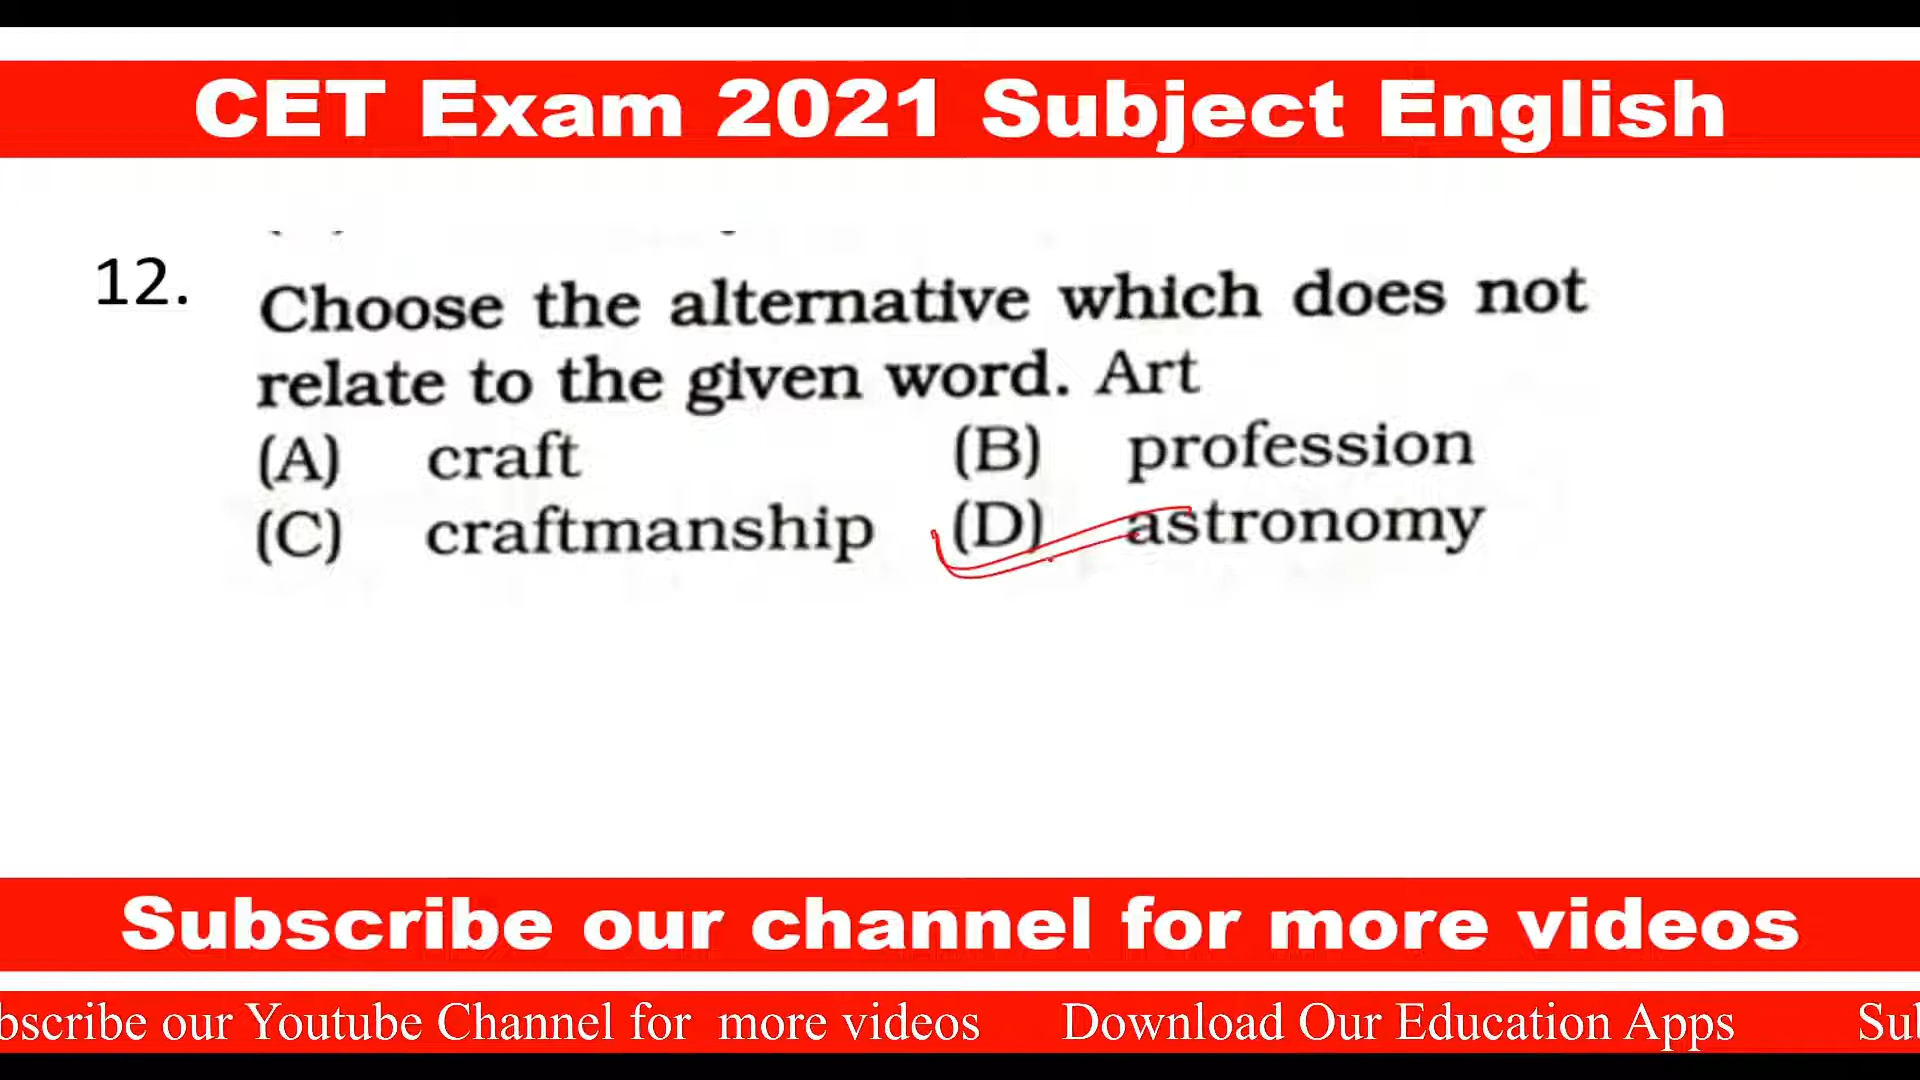 CET Exam 2021 Subject English
12.
Choose the alternative which does not
relate to the given word. Art
(A) craft (B) profession
(C) craftmanship (D) astronomy
Subscribe our channel for more videos
bscribe our Youtube Channel for more videos Download Our Education Apps Sub